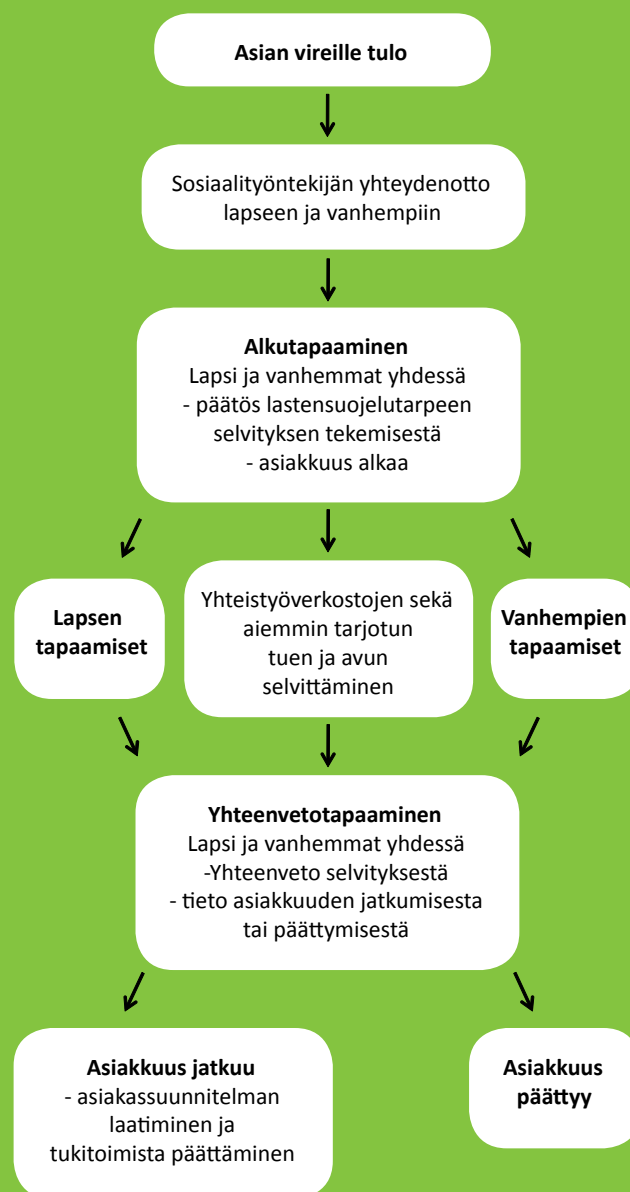 Asian vireille tulo
Sosiaalityöntekijän yhteydenotto
lapseen ja vanhempiin
Alkutapaaminen
Lapsi ja vanhemmat yhdessä
- päätös lastensuojelutarpeen
selvityksen tekemisestä
- asiakkuus alkaa
Lapsen
tapaamiset
Yhteistyöverkostojen sekä
aiemmin tarjotun
tuen ja avun
selvittäminen
Vanhempien
tapaamiset
Yhteenvetotapaaminen
Lapsi ja vanhemmat yhdessä
-Yhteenveto selvityksestä
- tieto asiakkuuden jatkumisesta
tai päättymisestä
Asiakkuus jatkuu
- asiakassuunnitelman
laatiminen ja
tukitoimista päättäminen
Asiakkuus
päättyy